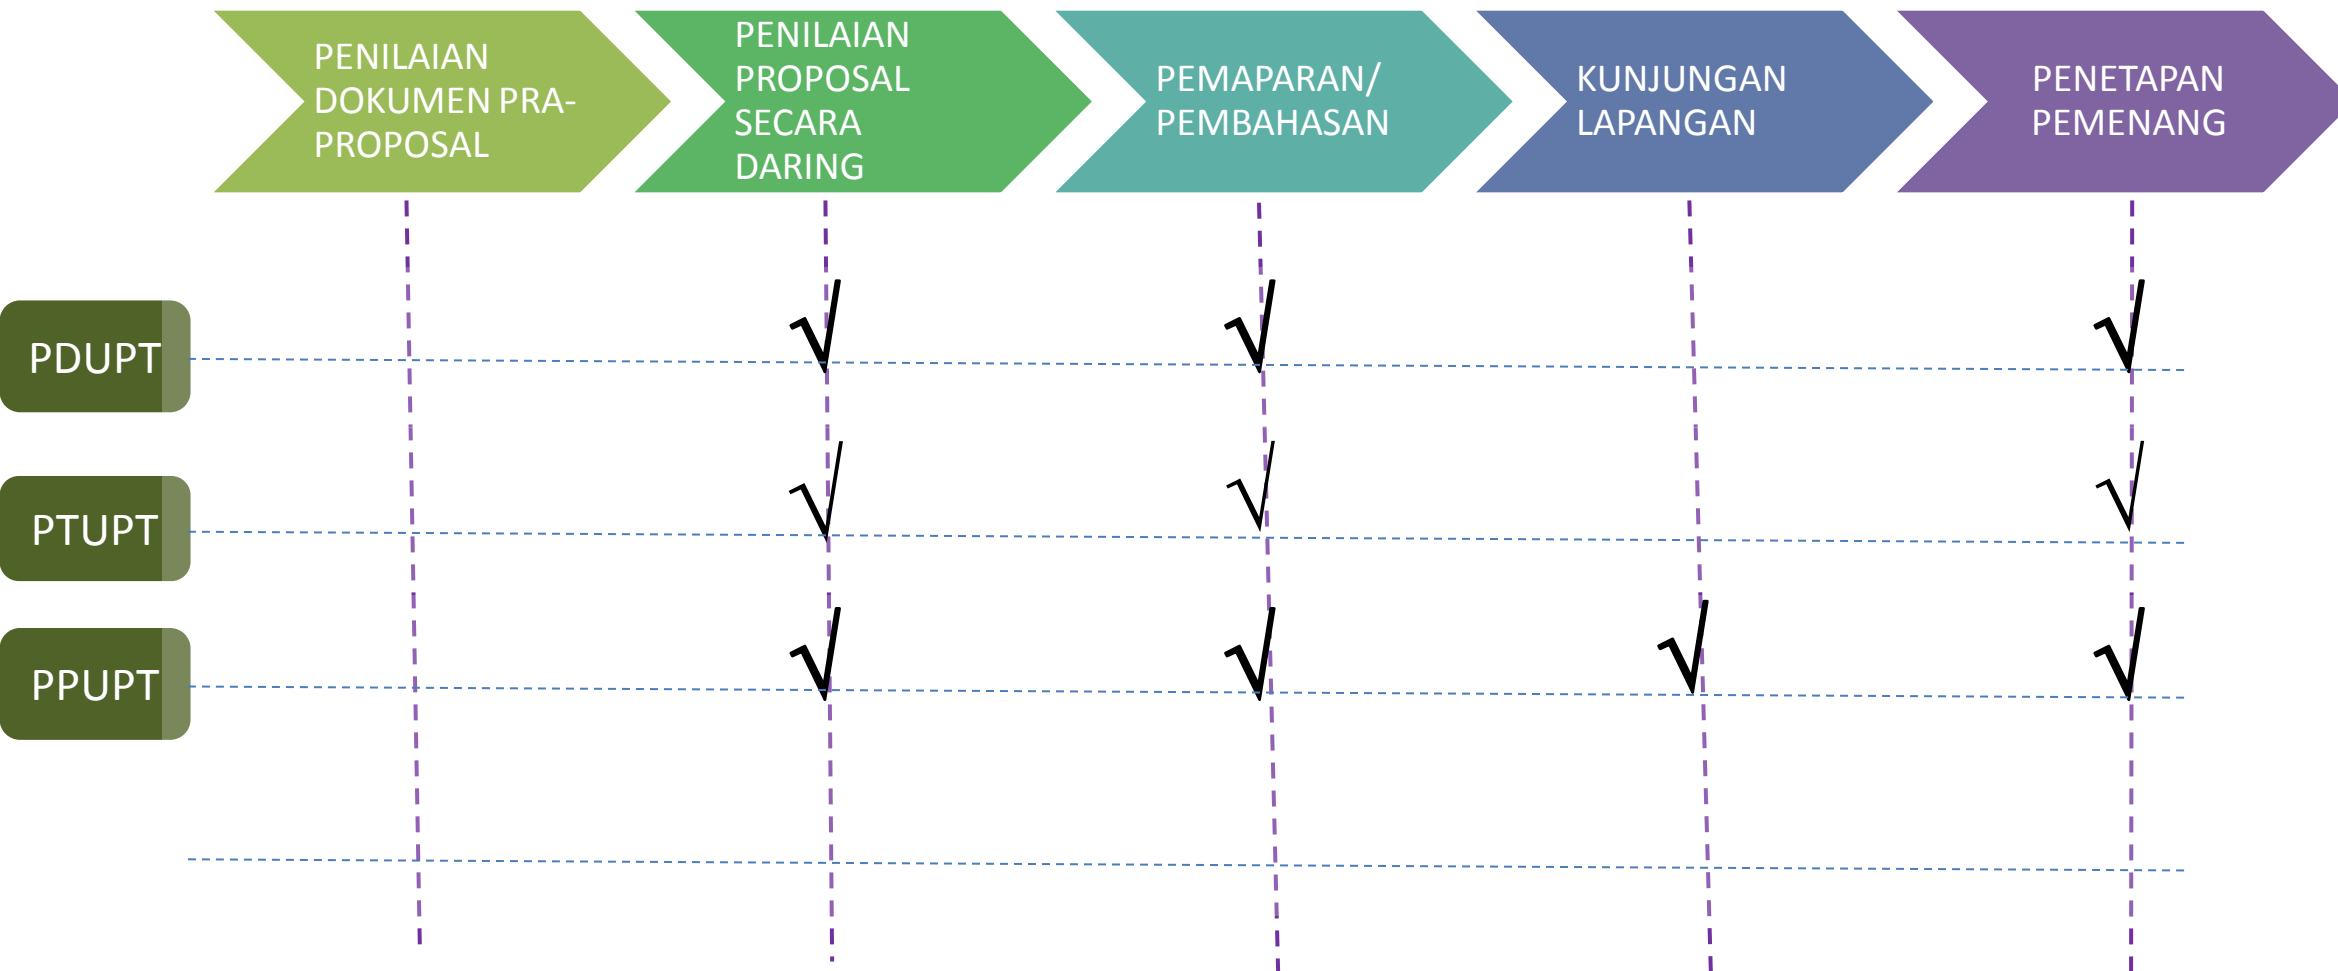 PENILAIAN
DOKUMEN PRA-
PROPOSAL
PENILAIAN
PROPOSAL
SECARA
DARING
PEMAPARAN/
PEMBAHASAN
KUNJUNGAN
LAPANGAN
PENETAPAN
PEMENANG
PDUPT
√ √ √
PTUPT
√ √ √
PPUPT
√ √ √ √